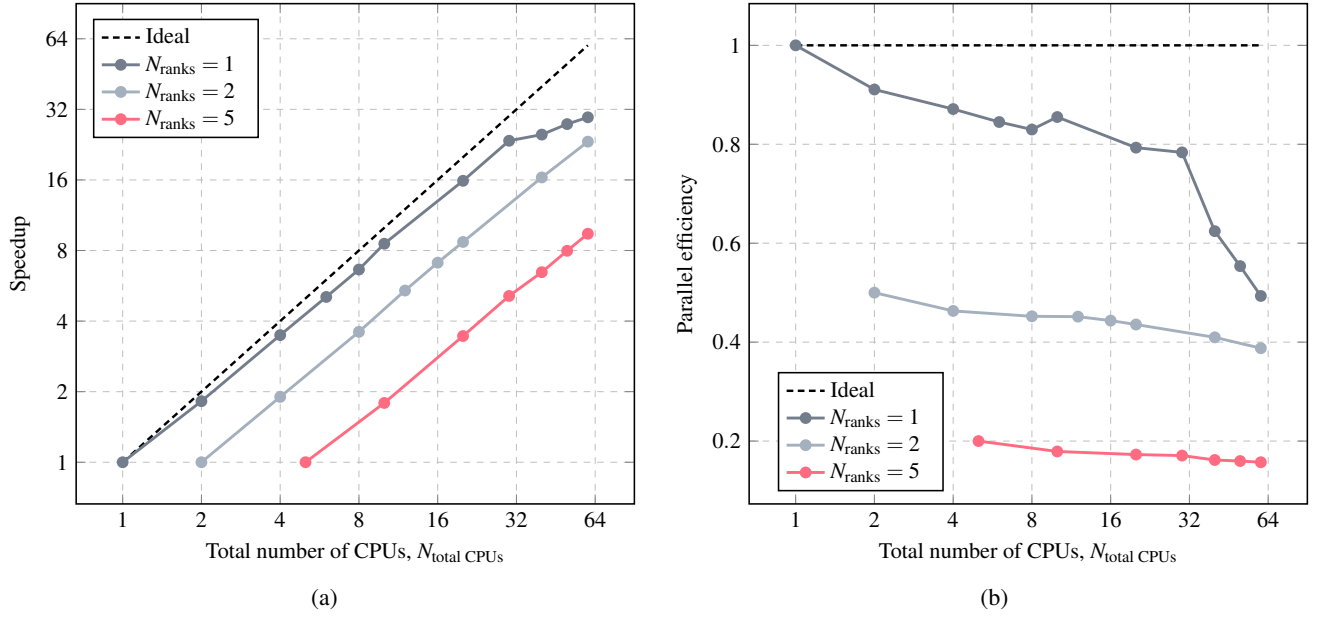 Ideal
N_ranks = 1
N_ranks = 2
N_ranks = 5
64
32
16
8
4
2
1
Speedup
1 2 4 8 16 32 64
Total number of CPUs, N_total CPUs
(a)
1
0.8
0.6
0.4
0.2
Parallel efficiency
Ideal
N_ranks = 1
N_ranks = 2
N_ranks = 5
1 2 4 8 16 32 64
Total number of CPUs, N_total CPUs
(b)